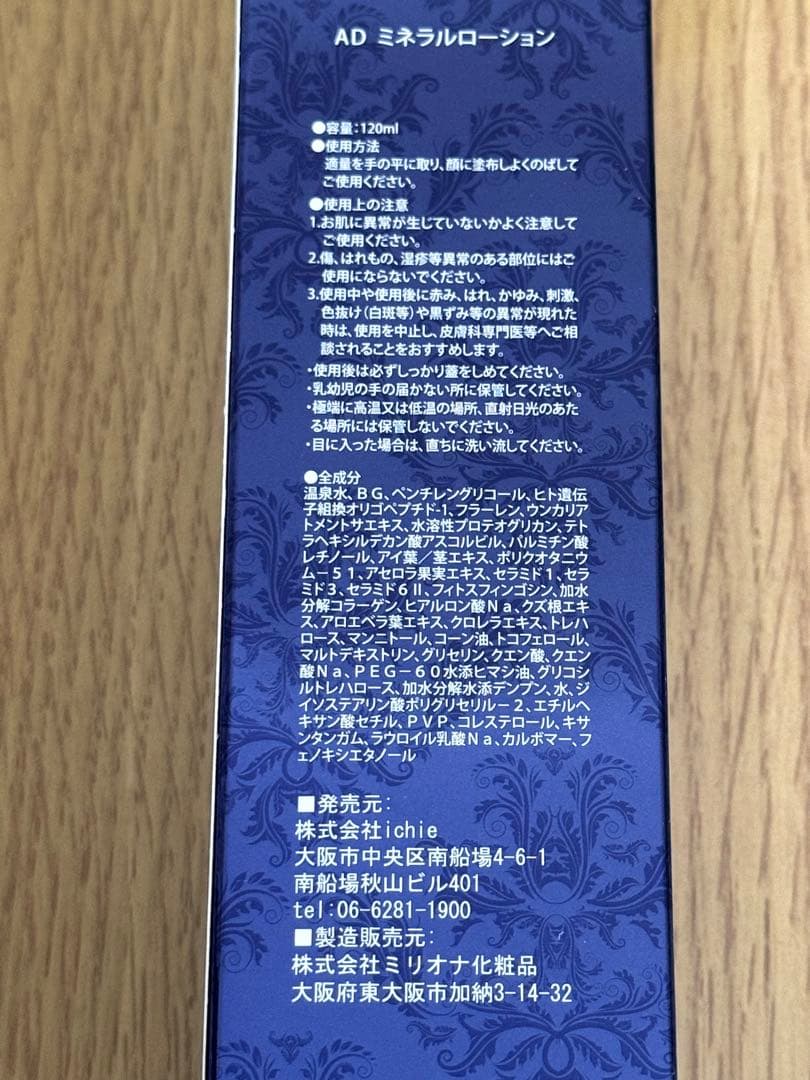 AD ミネラルローション
●容量:120ml
●使用方法
適量を手の平に取り、顔に塗布しよくのばして
ご使用ください。
●使用上の注意
1.お肌に異常が生じていないかよく注意して
ご使用ください。
2.傷、はれもの、湿疹等異常のある部位にはご
使用にならないでください。
3.使用中や使用後に赤み、はれ、かゆみ、刺激、
色抜け(白斑等)や黒ずみ等の異常が現れた
時は、使用を中止し、皮膚科専門医等へご相
談されることをおすすめします。
・使用後は必ずしっかり蓋をしめてください。
・乳幼児の手の届かない所に保管してください。
・極端に高温又は低温の場所、直射日光のあた
る場所には保管しないでください。
・目に入った場合は、直ちに洗い流してください。
●全成分
温泉水、ＢＧ、ペンチレングリコール、ヒト遺伝
子組換オリゴペプチド-1、フラーレン、ウンカリア
トメントサエキス、水溶性プロテオグリカン、テト
ラヘキシルデカン酸アスコルビル、パルミチン酸
レチノール、アイ葉／茎エキス、ポリクオタニウ
ム－５１、アセロラ果実エキス、セラミド１、セラ
ミド３、セラミド６Ⅱ、フィトスフィンゴシン、加水
分解コラーゲン、ヒアルロン酸Ｎａ、クズ根エキ
ス、アロエベラ葉エキス、クロレラエキス、トレハ
ロース、マンニトール、コーン油、トコフェロール、
マルトデキストリン、グリセリン、クエン酸、クエン
酸Ｎａ、ＰＥＧ－６０水添ヒマシ油、グリコシ
ルトレハロース、加水分解水添デンプン、水、ジ
イソステアリン酸ポリグリセリル－２、エチルヘ
キサン酸セチル、ＰＶＰ、コレステロール、キサ
ンタンガム、ラウロイル乳酸Ｎａ、カルボマー、フ
ェノキシエタノール
■発売元:
株式会社ichie
大阪市中央区南船場4-6-1
南船場秋山ビル401
tel:06-6281-1900
■製造販売元:
株式会社ミリオナ化粧品
大阪府東大阪市加納3-14-32